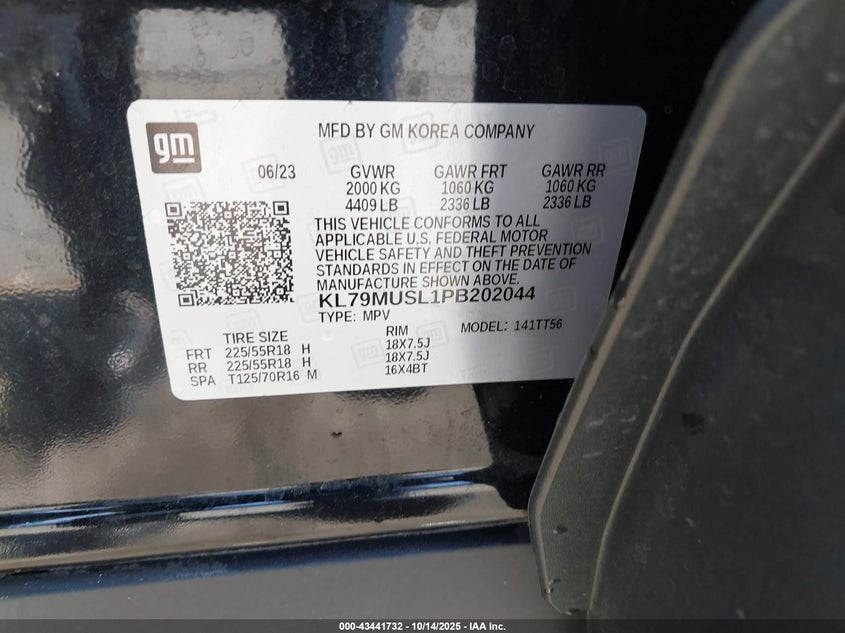 gm
MFD BY GM KOREA COMPANY
06/23 GVWR GAWR FRT GAWR RR
2000 KG 1060 KG 1060 KG
4409 LB 2336 LB 2336 LB
THIS VEHICLE CONFORMS TO ALL
APPLICABLE U.S. FEDERAL MOTOR
VEHICLE SAFETY AND THEFT PREVENTION
STANDARDS IN EFFECT ON THE DATE OF
MANUFACTURE SHOWN ABOVE.
KL79MUSL1PB202044
TYPE: MPV MODEL: 141TT56
TIRE SIZE RIM
FRT 225/55R18 H 18X7.5J
RR 225/55R18 H 18X7.5J
SPA T125/70R16 M 16X4BT
000-43441732 | 10/14/2025 - IAA Inc.